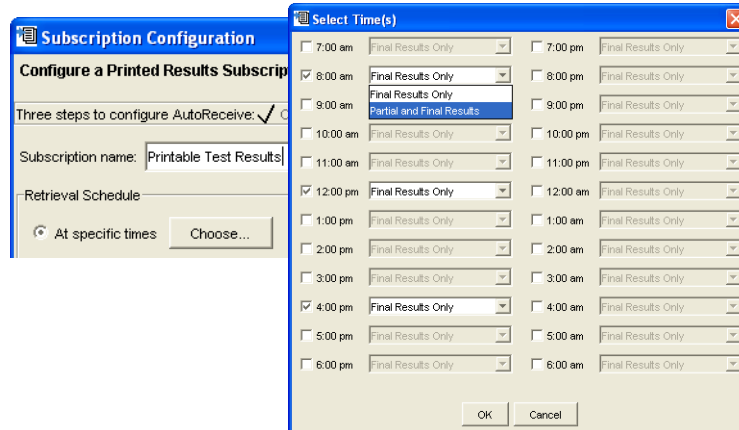 Subscription Configuration
Configure a Printed Results Subscrip
Three steps to configure AutoReceive:
Subscription name: Printable Test Results
Retrieval Schedule
At specific times Choose...
Select Time(s)
7:00 am Final Results Only 7:00 pm Final Results Only
8:00 am Final Results Only 8:00 pm Final Results Only
Final Results Only
Partial and Final Results
9:00 am 9:00 pm Final Results Only
10:00 am Final Results Only 10:00 pm Final Results Only
11:00 am Final Results Only 11:00 pm Final Results Only
12:00 pm Final Results Only 12:00 am Final Results Only
1:00 pm Final Results Only 1:00 am Final Results Only
2:00 pm Final Results Only 2:00 am Final Results Only
3:00 pm Final Results Only 3:00 am Final Results Only
4:00 pm Final Results Only 4:00 am Final Results Only
5:00 pm Final Results Only 5:00 am Final Results Only
6:00 pm Final Results Only 6:00 am Final Results Only
OK Cancel